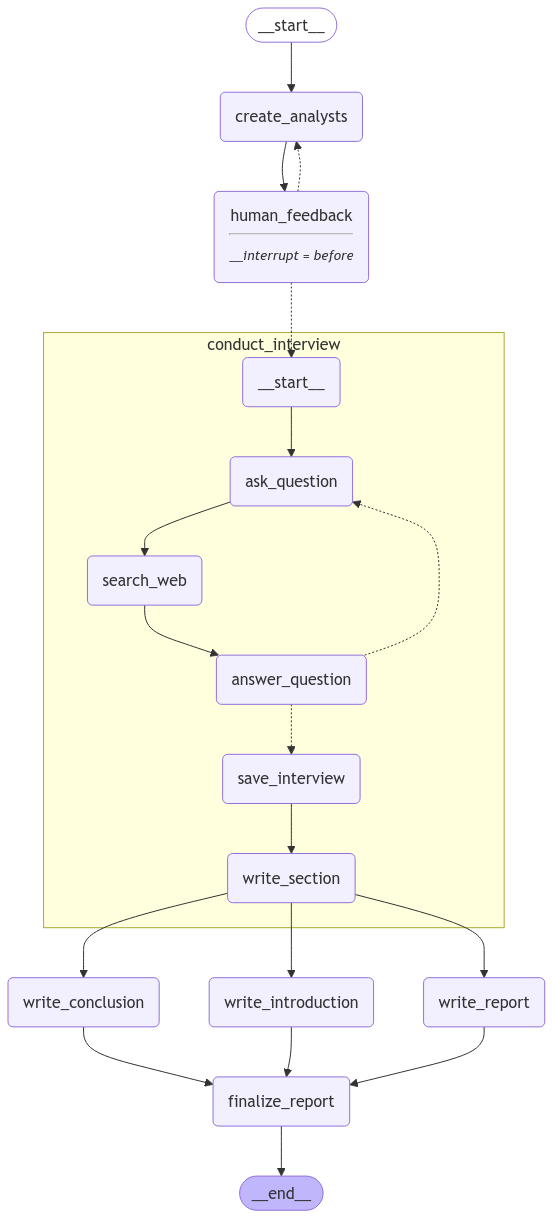 __start__
create_analysts
human_feedback
__interrupt = before
conduct_interview
__start__
ask_question
search_web
answer_question
save_interview
write_section
write_conclusion
write_introduction
write_report
finalize_report
__end__